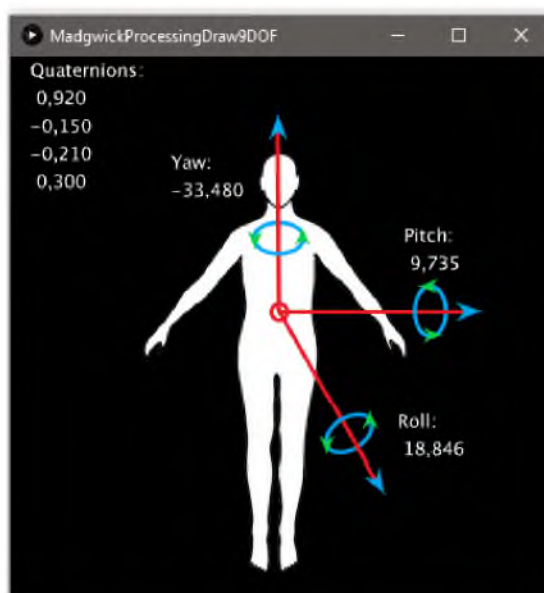 MadgwickProcessingDraw9DOF
Quaternions:
0,920
-0,150
-0,210
0,300
Yaw:
-33,480
Pitch:
9,735
Roll:
18,846